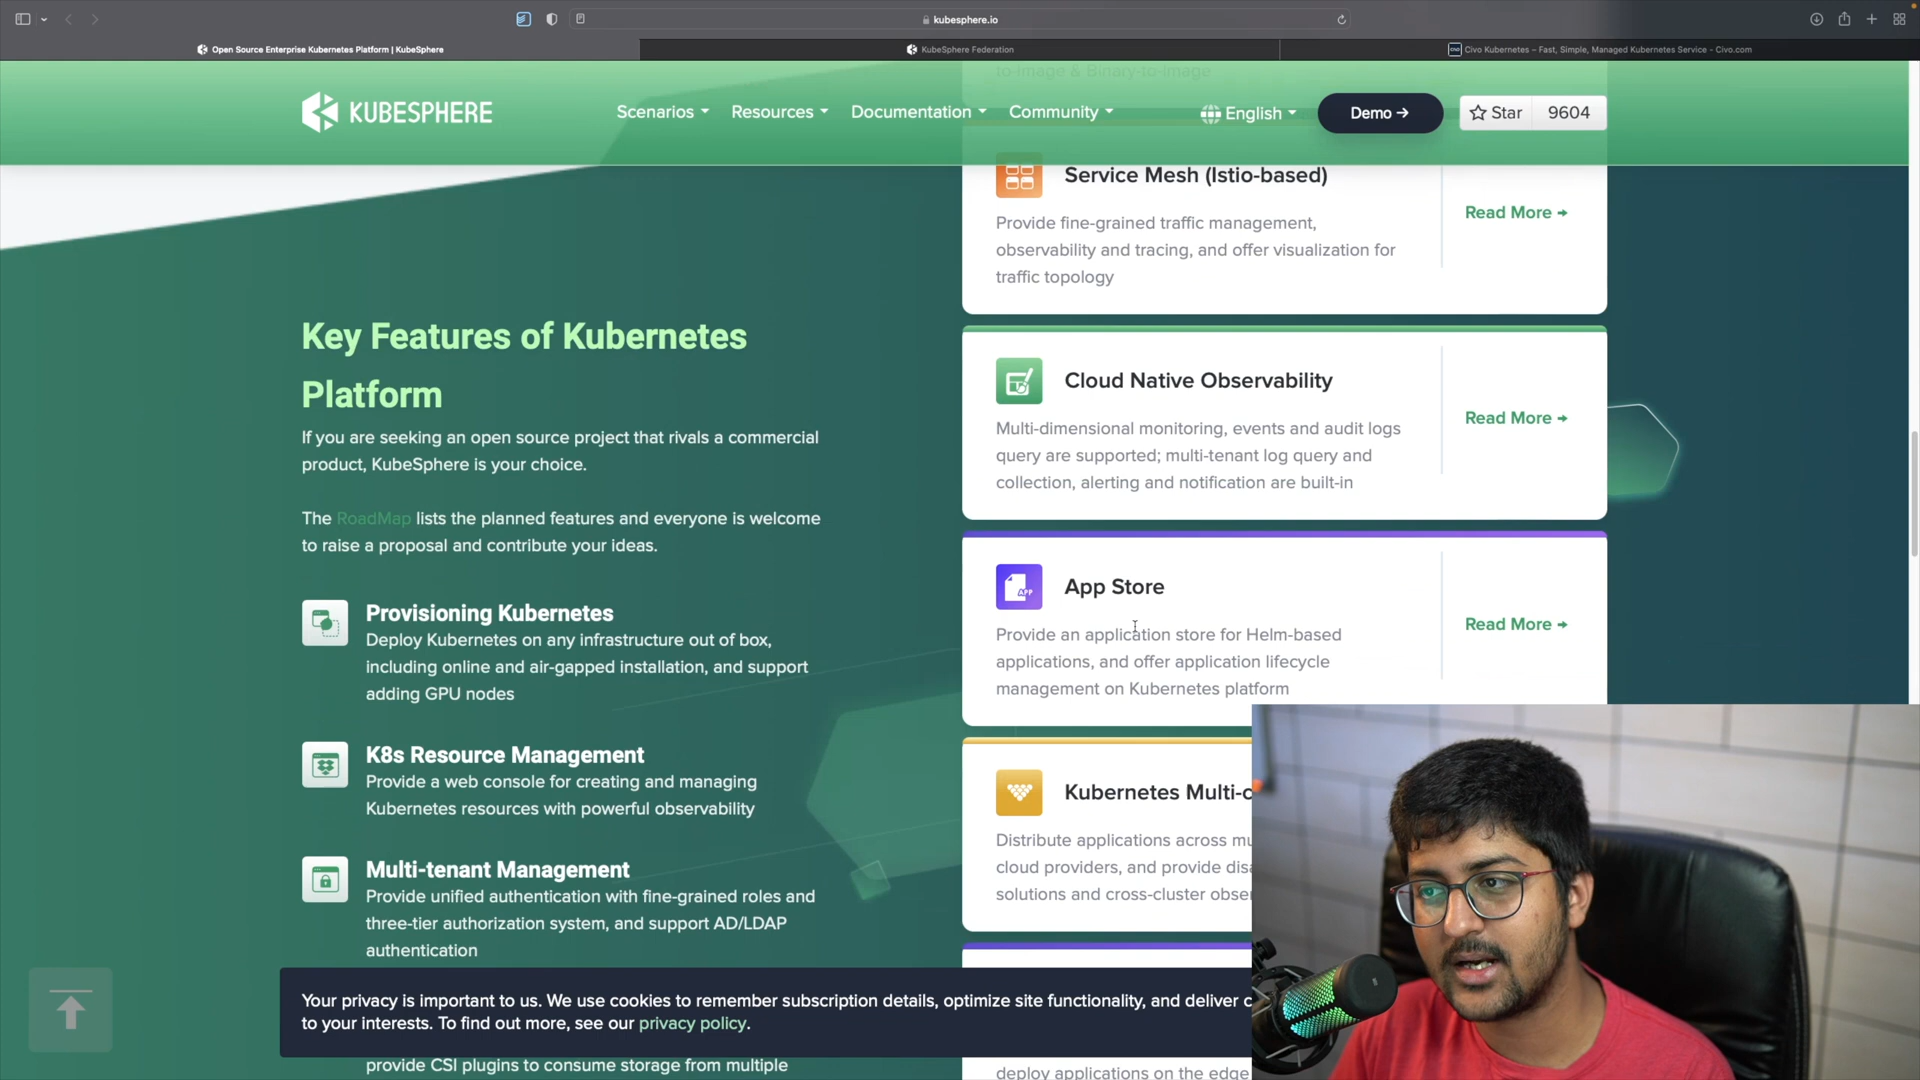 kubesphere.io
Open Source Enterprise Kubernetes Platform | KubeSphere
KubeSphere Federation
Civo Kubernetes – Fast, Simple, Managed Kubernetes Service - Civo.com
to-Image & Binary-to-Image
KUBESPHERE
Scenarios
Resources
Documentation
Community
English
Demo →
Star
9604
Service Mesh (Istio-based)
Provide fine-grained traffic management,
observability and tracing, and offer visualization for
traffic topology
Read More
Key Features of Kubernetes
Platform
If you are seeking an open source project that rivals a commercial
product, KubeSphere is your choice.
The RoadMap lists the planned features and everyone is welcome
to raise a proposal and contribute your ideas.
Cloud Native Observability
Multi-dimensional monitoring, events and audit logs
query are supported; multi-tenant log query and
collection, alerting and notification are built-in
Read More
APP
App Store
Provide an application store for Helm-based
applications, and offer application lifecycle
management on Kubernetes platform
Read More
Provisioning Kubernetes
Deploy Kubernetes on any infrastructure out of box,
including online and air-gapped installation, and support
adding GPU nodes
K8s Resource Management
Provide a web console for creating and managing
Kubernetes resources with powerful observability
Multi-tenant Management
Provide unified authentication with fine-grained roles and
three-tier authorization system, and support AD/LDAP
authentication
Kubernetes Multi-c
Distribute applications across mu
cloud providers, and provide disa
solutions and cross-cluster obser
Your privacy is important to us. We use cookies to remember subscription details, optimize site functionality, and deliver c
to your interests. To find out more, see our privacy policy.
provide CSI plugins to consume storage from multiple
deploy applications on the edge